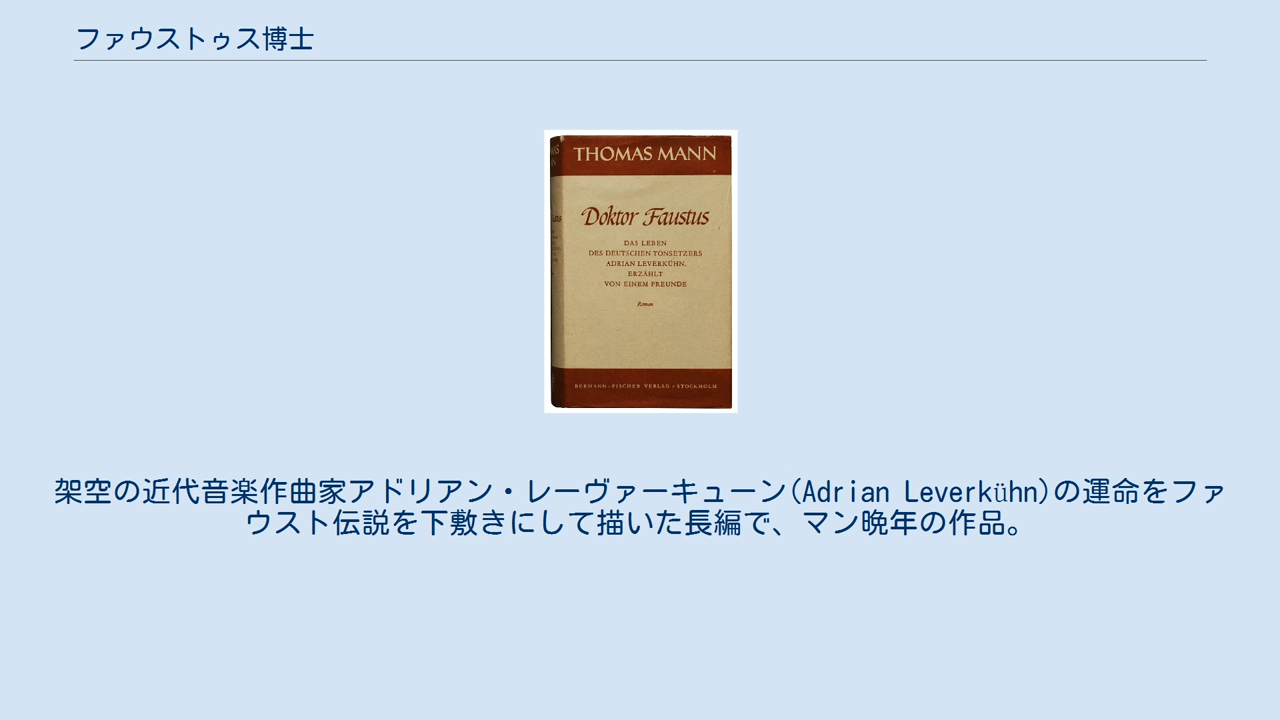 ファウストゥス博士
THOMAS MANN
Doktor Faustus
DAS LEBEN
DES DEUTSCHEN TONSETZERS
ADRIAN LEVERKÜHN,
ERZÄHLT
VON EINEM FREUNDE
Roman
BERMANN-FISCHER VERLAG · STOCKHOLM
架空の近代音楽作曲家アドリアン・レーヴァーキューン(Adrian Leverkühn)の運命をファ
ウスト伝説を下敷きにして描いた長編で、マン晩年の作品。